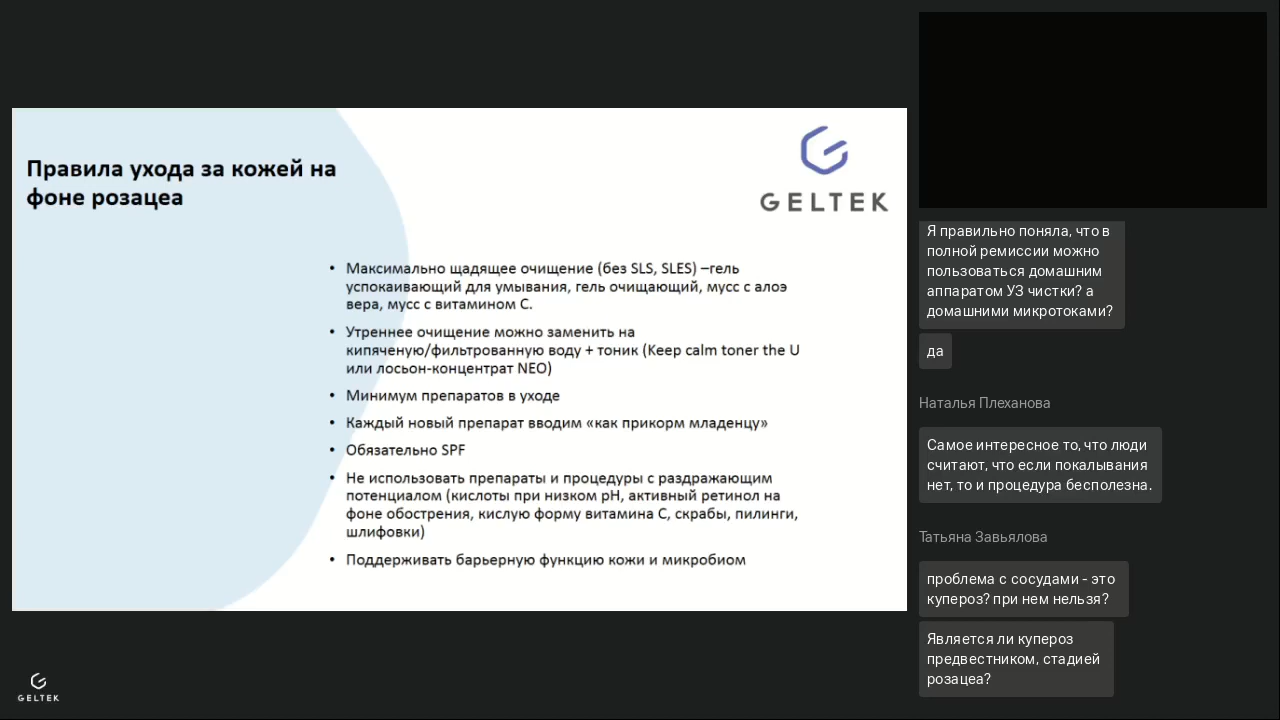 Правила ухода за кожей на
фоне розацеа
GELTEK
• Максимально щадящее очищение (без SLS, SLES) –гель
успокаивающий для умывания, гель очищающий, мусс с алоэ
вера, мусс с витамином С.
• Утреннее очищение можно заменить на
кипяченую/фильтрованную воду + тоник (Keep calm toner the U
или лосьон-концентрат NEO)
• Минимум препаратов в уходе
• Каждый новый препарат вводим «как прикорм младенцу»
• Обязательно SPF
• Не использовать препараты и процедуры с раздражающим
потенциалом (кислоты при низком pH, активный ретинол на
фоне обострения, кислую форму витамина С, скрабы, пилинги,
шлифовки)
• Поддерживать барьерную функцию кожи и микробиом
GELTEK
Я правильно поняла, что в
полной ремиссии можно
пользоваться домашним
аппаратом УЗ чистки? а
домашними микротоками?
да
Наталья Плеханова
Самое интересное то, что люди
считают, что если покалывания
нет, то и процедура бесполезна.
Татьяна Завьялова
проблема с сосудами - это
купероз? при нем нельзя?
Является ли купероз
предвестником, стадией
розацеа?